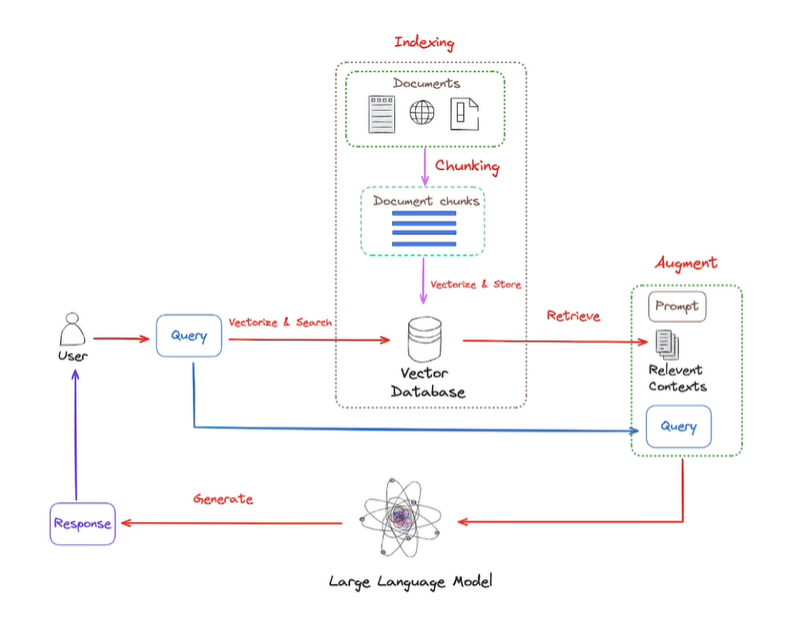 Indexing
Documents
Chunking
Document chunks
Vectorize & Store
Augment
Prompt
Relevent
Contexts
Query
User
Query
Vectorize & Search
Vector
Database
Retrieve
Generate
Response
Large Language Model